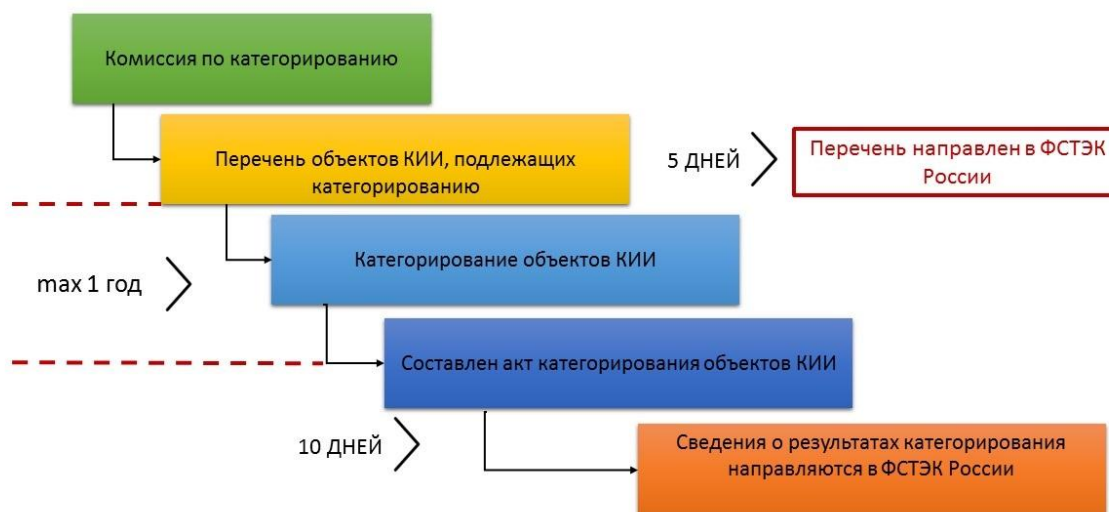 Комиссия по категорированию
Перечень объектов КИИ, подлежащих
категорированию
5 ДНЕЙ
Перечень направлен в ФСТЭК
России
Категорирование объектов КИИ
max 1 год
Составлен акт категорирования объектов КИИ
10 ДНЕЙ
Сведения о результатах категорирования
направляются в ФСТЭК России